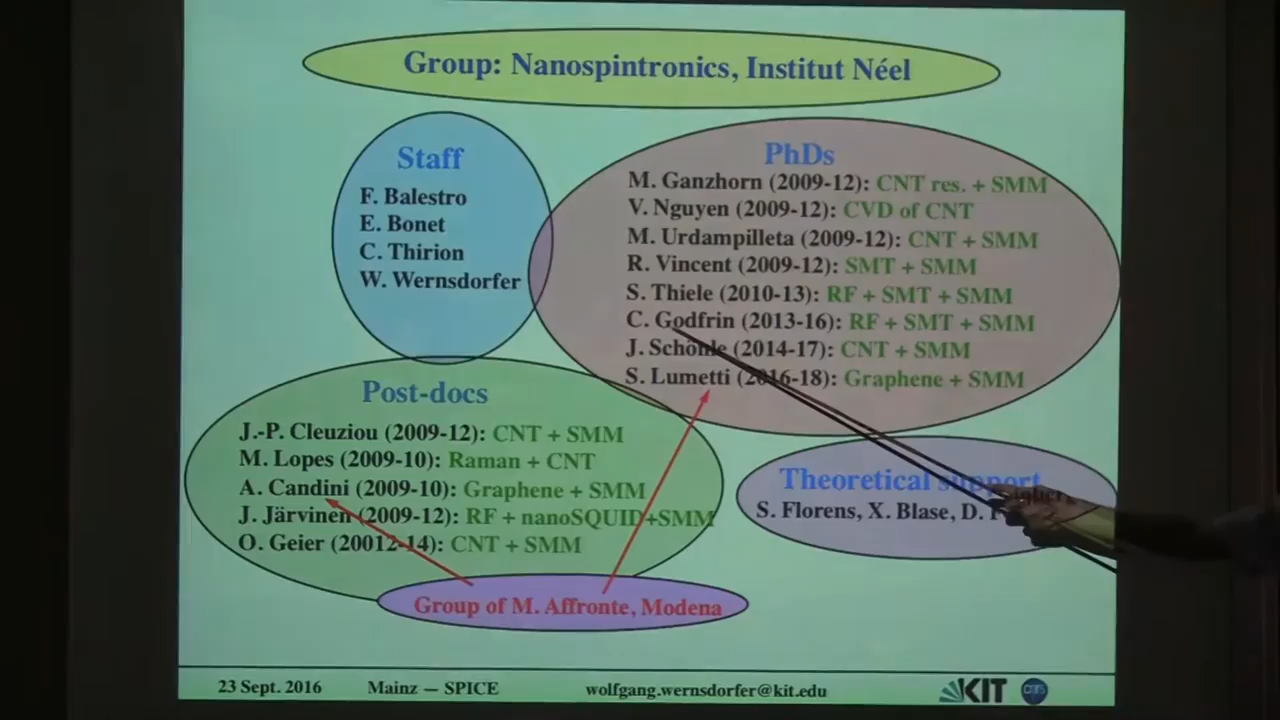 Group: Nanospintronics, Institut Néel
Staff
F. Balestro
E. Bonet
C. Thirion
W. Wernsdorfer
PhDs
M. Ganzhorn (2009-12): CNT res. + SMM
V. Nguyen (2009-12): CVD of CNT
M. Urdampilleta (2009-12): CNT + SMM
R. Vincent (2009-12): SMT + SMM
S. Thiele (2010-13): RF + SMT + SMM
C. Godfrin (2013-16): RF + SMT + SMM
J. Schönle (2014-17): CNT + SMM
S. Lumetti (2016-18): Graphene + SMM
Post-docs
J.-P. Cleuziou (2009-12): CNT + SMM
M. Lopes (2009-10): Raman + CNT
A. Candini (2009-10): Graphene + SMM
J. Järvinen (2009-12): RF + nanoSQUID+SMM
O. Geier (20012-14): CNT + SMM
Theoretical support
S. Florens, X. Blase, D.
Group of M. Affronte, Modena
23 Sept. 2016 Mainz — SPICE wolfgang.wernsdorfer@kit.edu KIT cnrs